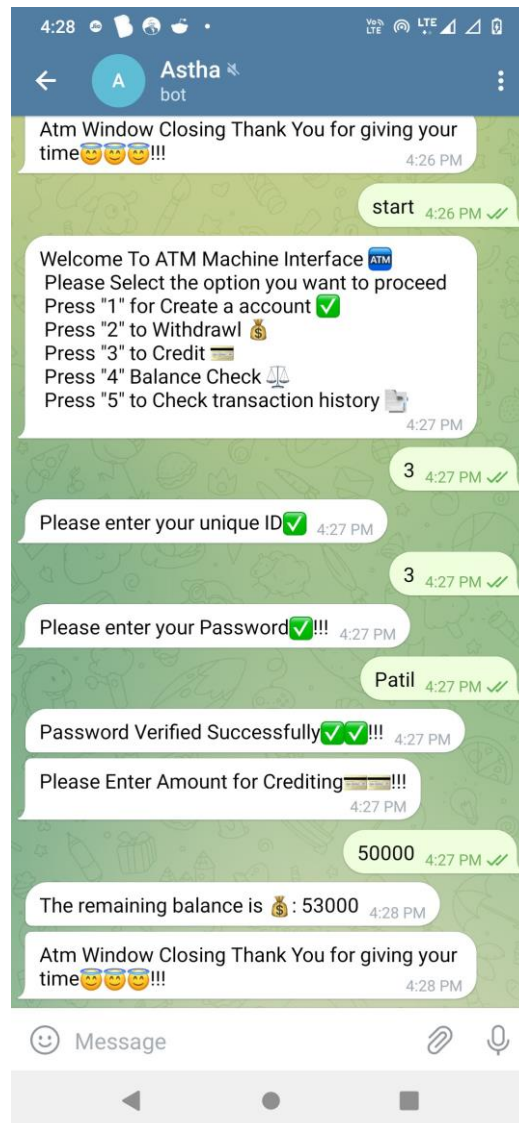 4:28
VoD LTE LTE
A
Astha
bot
Atm Window Closing Thank You for giving your
time😇😇😇!!!
4:26 PM
start 4:26 PM
Welcome To ATM Machine Interface 🏧
Please Select the option you want to proceed
Press "1" for Create a account ✅
Press "2" to Withdrawl 💰
Press "3" to Credit 💳
Press "4" Balance Check ⚖️
Press "5" to Check transaction history 📑
4:27 PM
3 4:27 PM
Please enter your unique ID✅ 4:27 PM
3 4:27 PM
Please enter your Password✅!!! 4:27 PM
Patil 4:27 PM
Password Verified Successfully✅✅!!! 4:27 PM
Please Enter Amount for Crediting💳💳!!!
4:27 PM
50000 4:27 PM
The remaining balance is 💰: 53000 4:28 PM
Atm Window Closing Thank You for giving your
time😇😇😇!!!
4:28 PM
Message